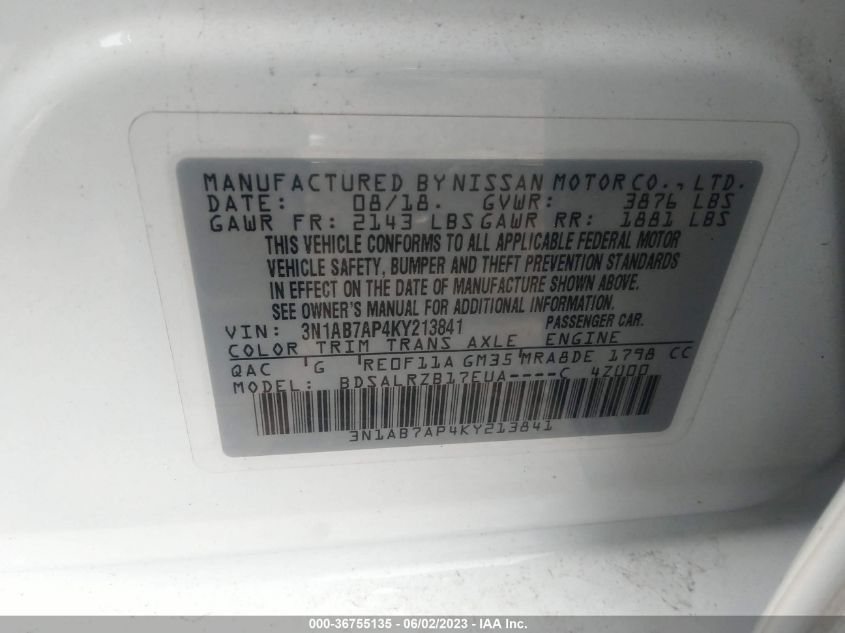 MANUFACTURED BY NISSAN MOTOR CO., LTD.
DATE: 08/18. GVWR: 3876 LBS
GAWR FR: 2143 LBS GAWR RR: 1881 LBS
THIS VEHICLE CONFORMS TO ALL APPLICABLE FEDERAL MOTOR
VEHICLE SAFETY, BUMPER AND THEFT PREVENTION STANDARDS
IN EFFECT ON THE DATE OF MANUFACTURE SHOWN ABOVE.
SEE OWNER'S MANUAL FOR ADDITIONAL INFORMATION.
VIN: 3N1AB7AP4KY213841 PASSENGER CAR.
COLOR TRIM TRANS AXLE ENGINE
QAC G RE0F11A GM35 MRA8DE 1798 CC
MODEL: BDSALRZB17EUA----C 4ZU00
3N1AB7AP4KY213841
000-36755135 - 06/02/2023 - IAA Inc.